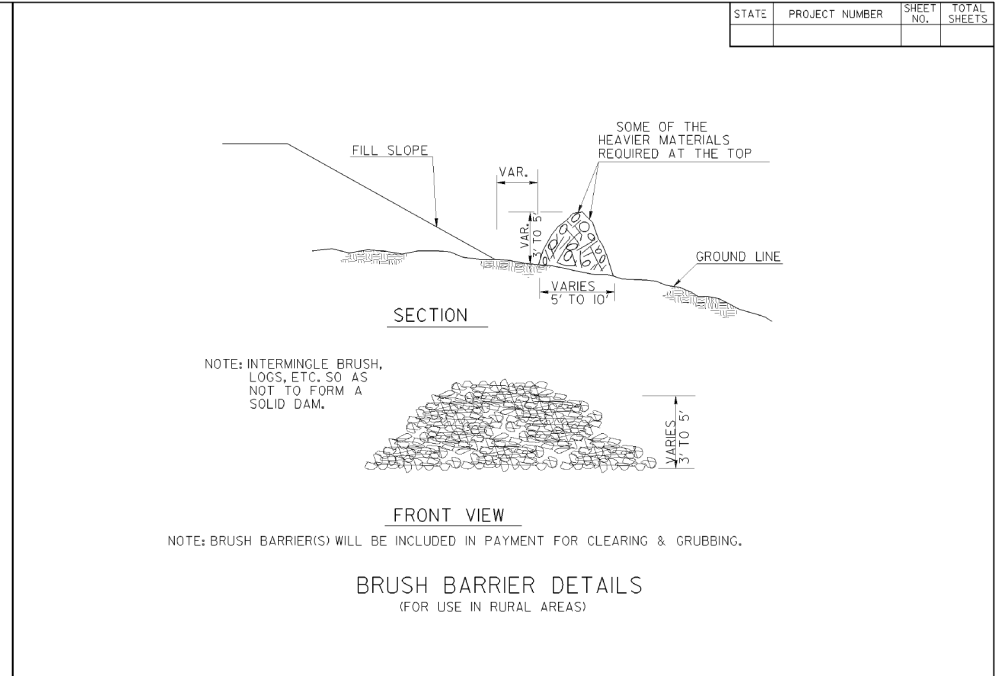 STATE PROJECT NUMBER SHEET NO. TOTAL SHEETS
SOME OF THE
HEAVIER MATERIALS
REQUIRED AT THE TOP
FILL SLOPE
VAR.
VAR.
3' TO 5'
GROUND LINE
VARIES
5' TO 10'
SECTION
NOTE: INTERMINGLE BRUSH,
LOGS, ETC. SO AS
NOT TO FORM A
SOLID DAM.
VARIES
3' TO 5'
FRONT VIEW
NOTE: BRUSH BARRIER(S) WILL BE INCLUDED IN PAYMENT FOR CLEARING & GRUBBING.
BRUSH BARRIER DETAILS
(FOR USE IN RURAL AREAS)